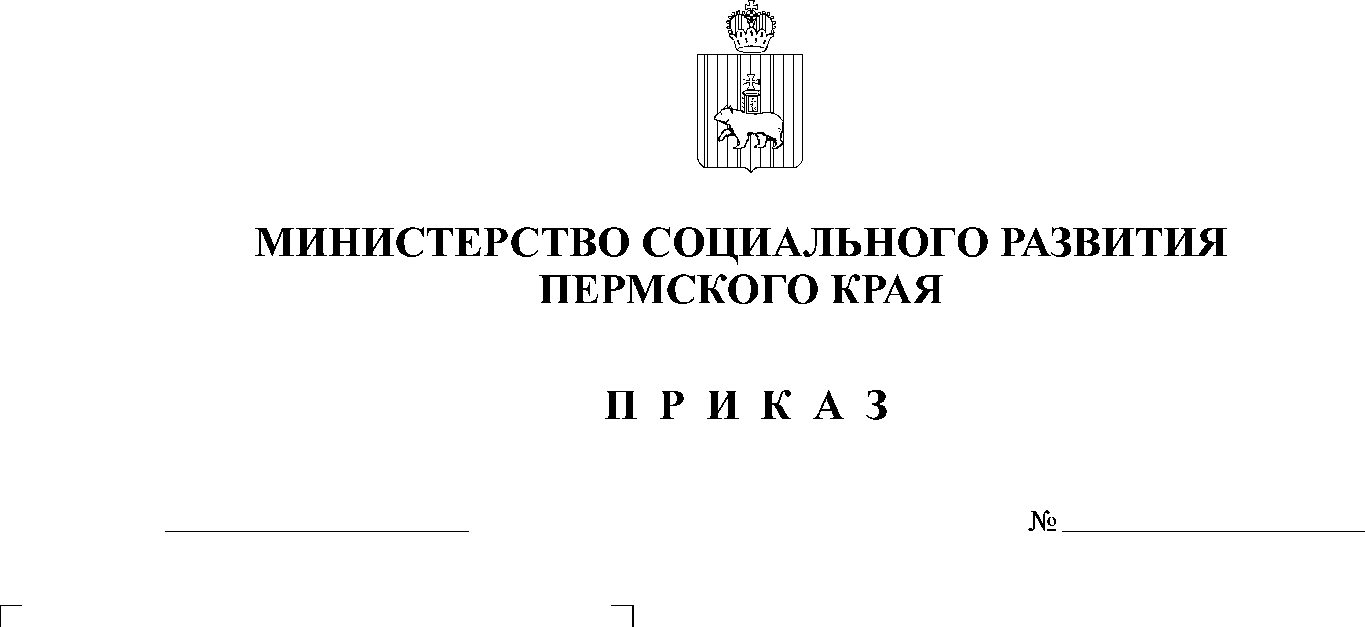 МИНИСТЕРСТВО СОЦИАЛЬНОГО РАЗВИТИЯ
ПЕРМСКОГО КРАЯ
П Р И К А З
№